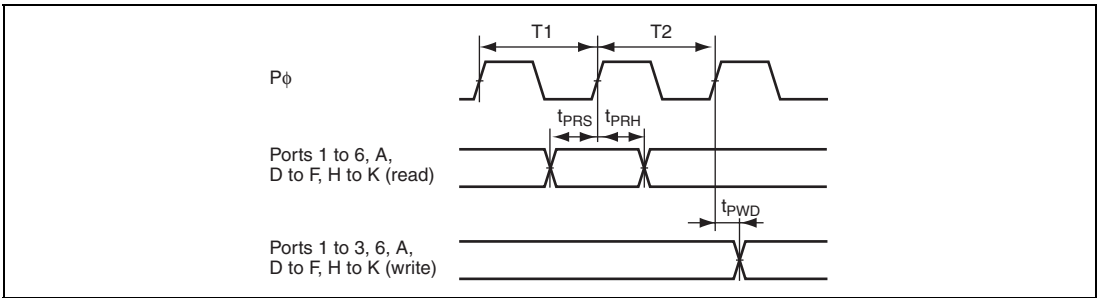 T1 T2
Pϕ
tPRS tPRH
Ports 1 to 6, A,
D to F, H to K (read)
tPWD
Ports 1 to 3, 6, A,
D to F, H to K (write)